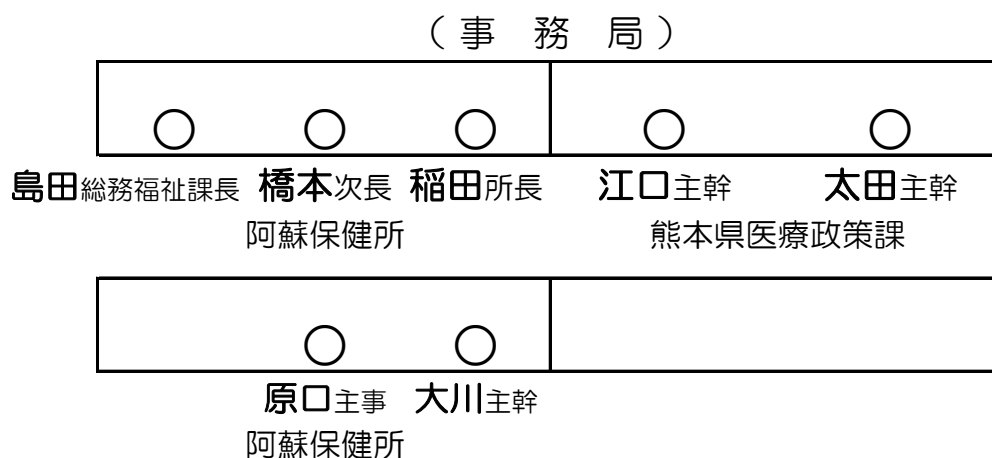 （事　務　局）
島田総務福祉課長 橋本次長 稲田所長 江口主幹 太田主幹
阿蘇保健所 熊本県医療政策課
原口主事 大川主幹
阿蘇保健所